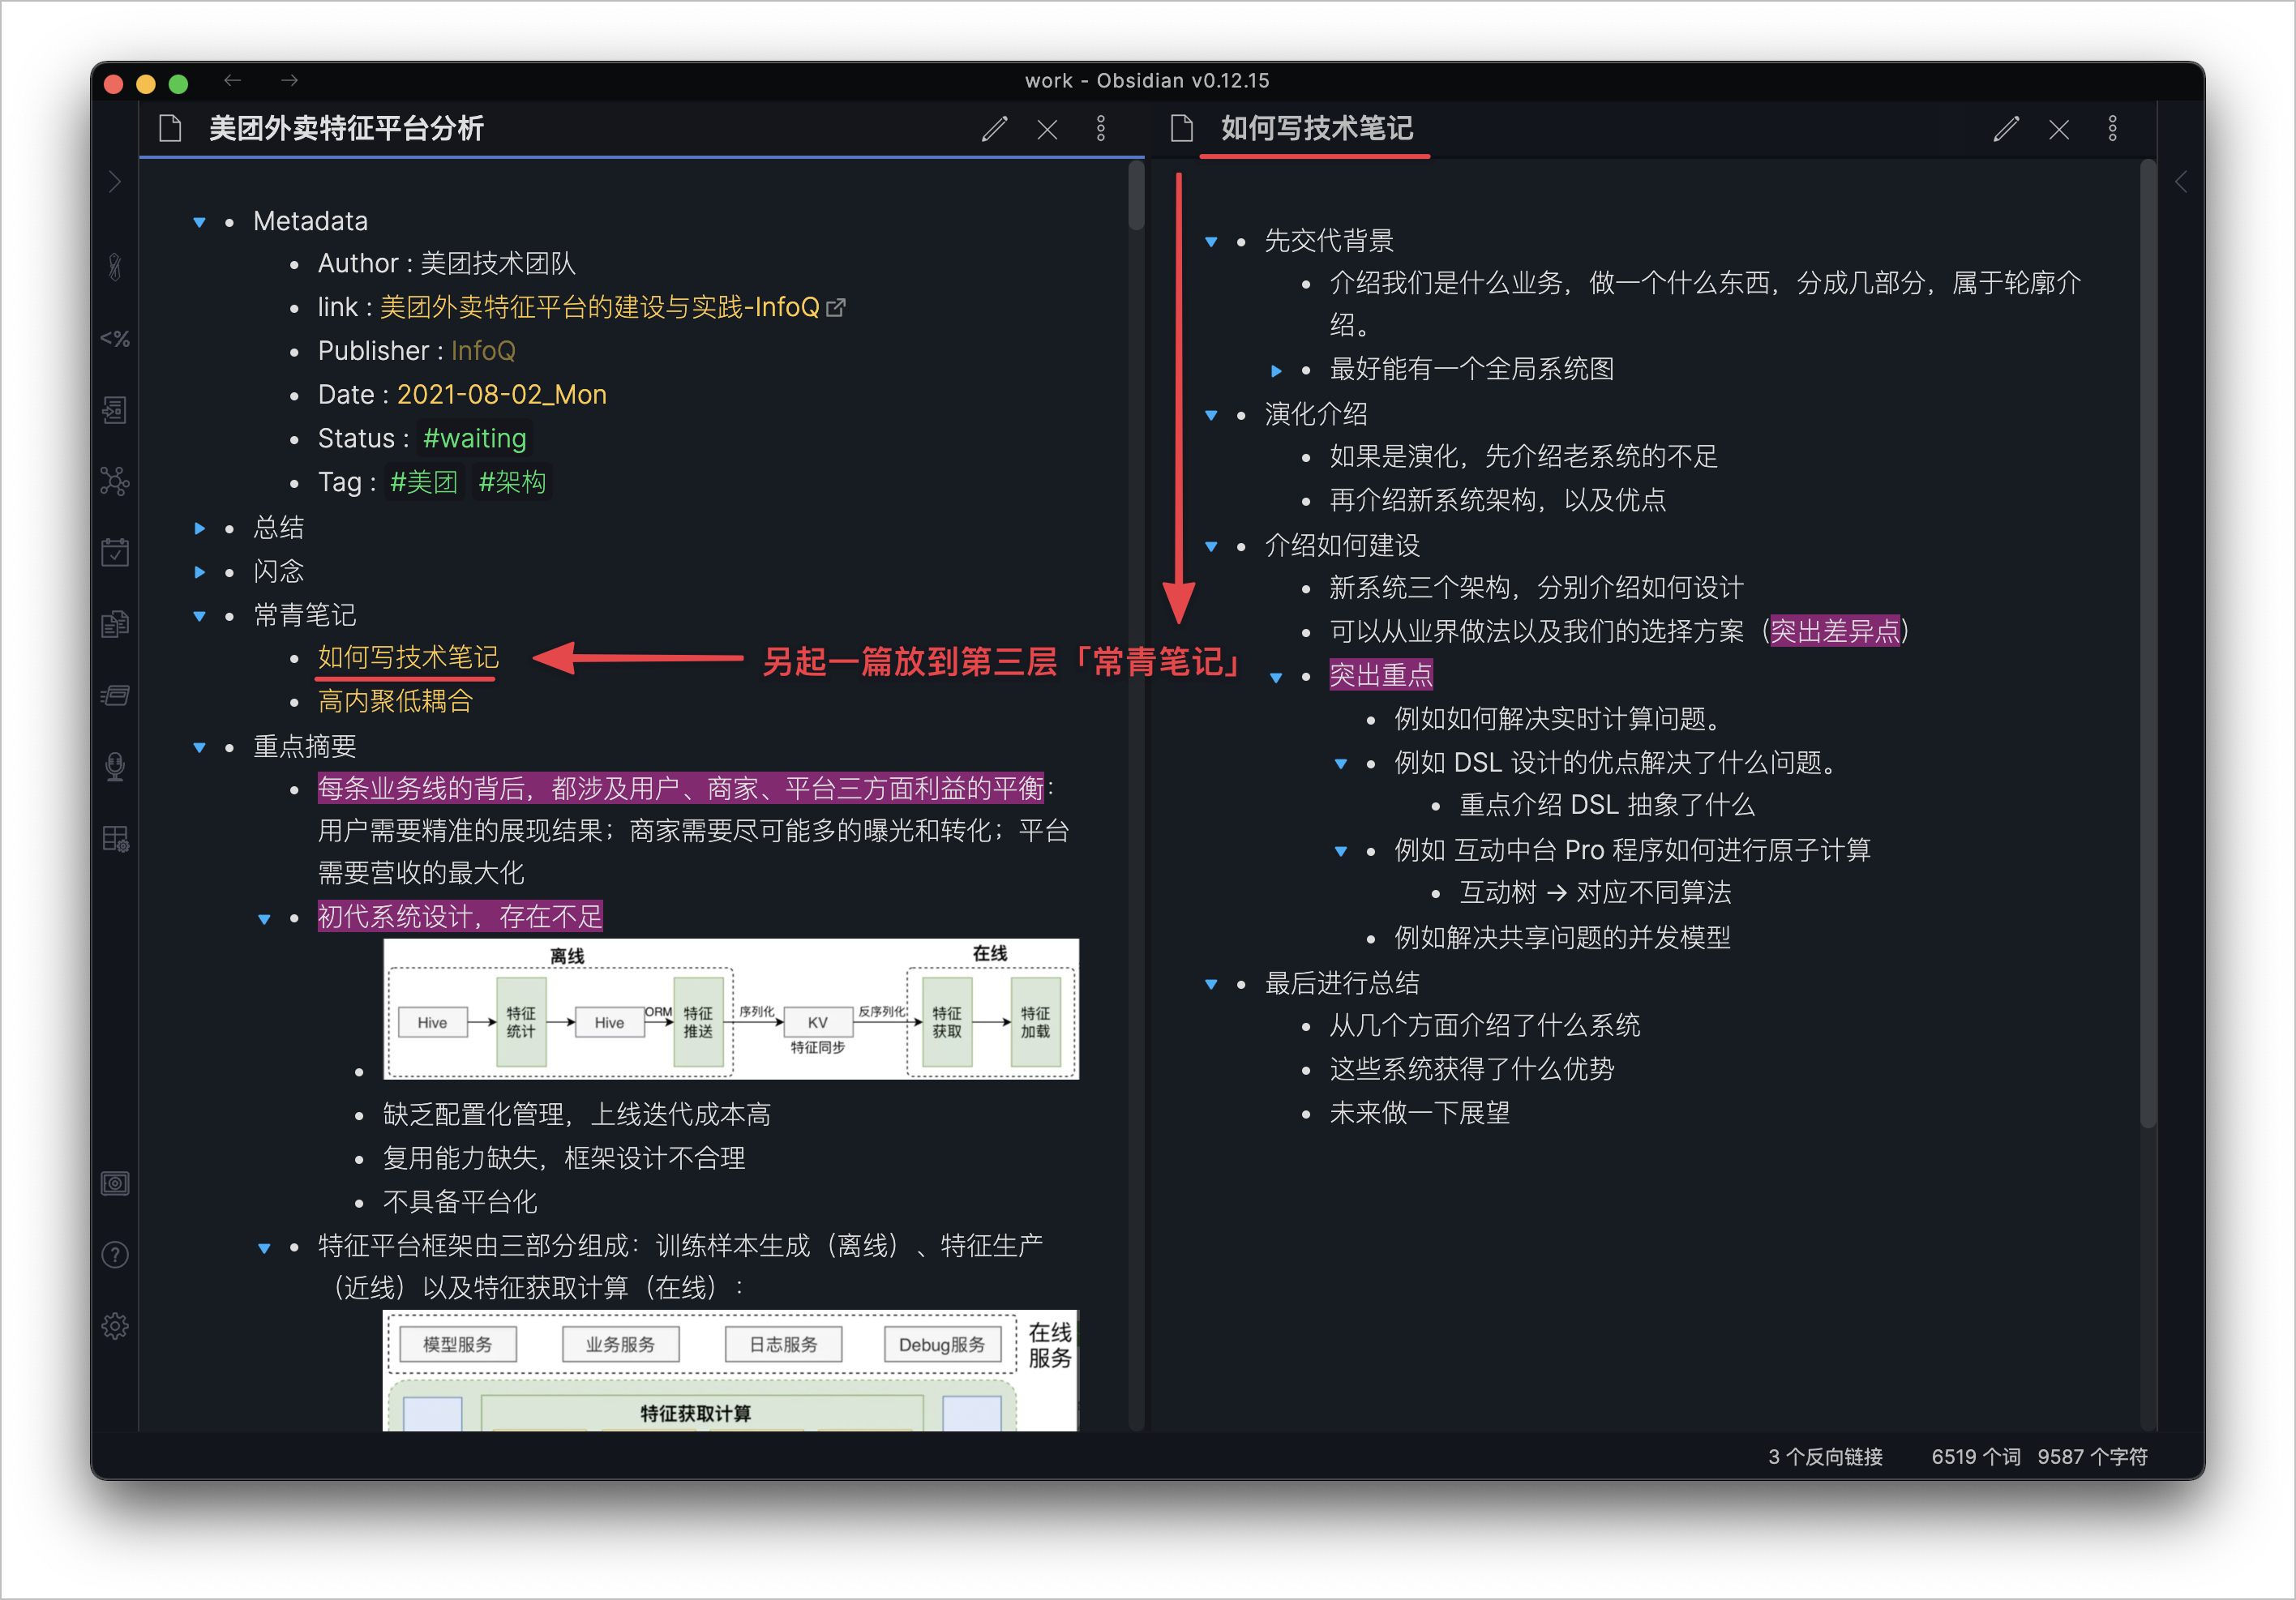 work - Obsidian v0.12.15
美团外卖特征平台分析
Metadata
Author : 美团技术团队
link : 美团外卖特征平台的建设与实践-InfoQ
Publisher : InfoQ
Date : 2021-08-02_Mon
Status : #waiting
Tag : #美团 #架构
总结
闪念
常青笔记
如何写技术笔记
另起一篇放到第三层「常青笔记」
高内聚低耦合
重点摘要
每条业务线的背后，都涉及用户、商家、平台三方面利益的平衡：
用户需要精准的展现结果；商家需要尽可能多的曝光和转化；平台
需要营收的最大化
初代系统设计，存在不足
离线
在线
Hive
特征
统计
Hive
ORM
特征
推送
序列化
KV
特征同步
反序列化
特征
获取
特征
加载
缺乏配置化管理，上线迭代成本高
复用能力缺失，框架设计不合理
不具备平台化
特征平台框架由三部分组成：训练样本生成（离线）、特征生产
（近线）以及特征获取计算（在线）：
模型服务
业务服务
日志服务
Debug服务
在线
服务
特征获取计算
如何写技术笔记
先交代背景
介绍我们是什么业务，做一个什么东西，分成几部分，属于轮廓介
绍。
最好能有一个全局系统图
演化介绍
如果是演化，先介绍老系统的不足
再介绍新系统架构，以及优点
介绍如何建设
新系统三个架构，分别介绍如何设计
可以从业界做法以及我们的选择方案（突出差异点）
突出重点
例如如何解决实时计算问题。
例如 DSL 设计的优点解决了什么问题。
重点介绍 DSL 抽象了什么
例如 互动中台 Pro 程序如何进行原子计算
互动树 → 对应不同算法
例如解决共享问题的并发模型
最后进行总结
从几个方面介绍了什么系统
这些系统获得了什么优势
未来做一下展望
3 个反向链接
6519 个词
9587 个字符